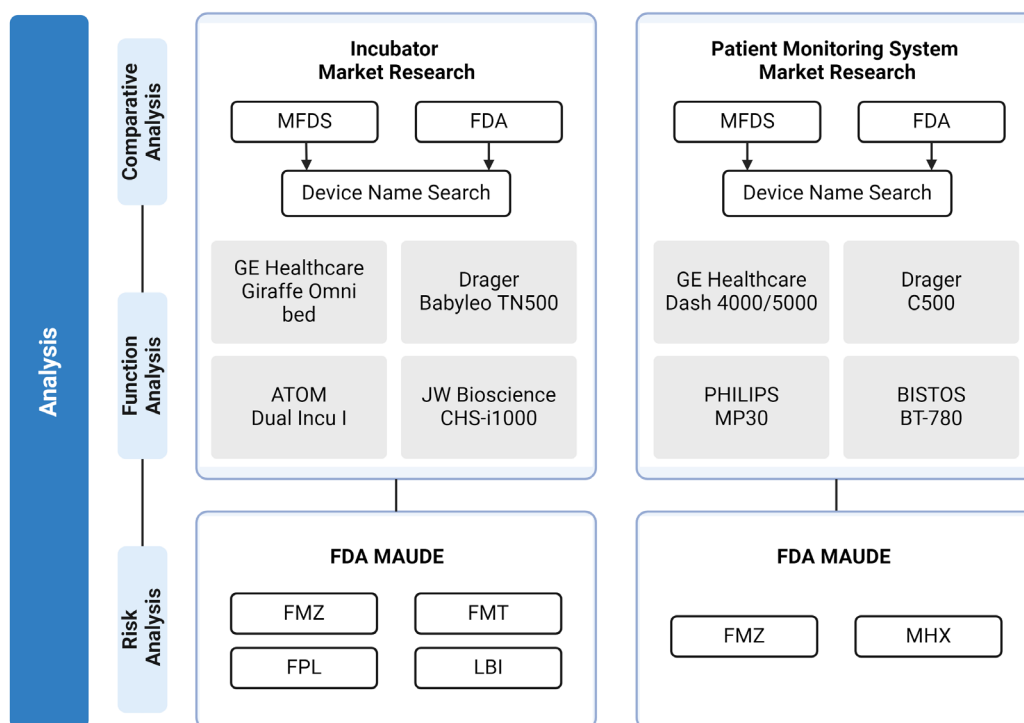 Analysis
Comparative
Analysis
Function
Analysis
Risk
Analysis
Incubator
Market Research
MFDS
FDA
Device Name Search
GE Healthcare
Giraffe Omni
bed
Drager
Babyleo TN500
ATOM
Dual Incu I
JW Bioscience
CHS-i1000
FDA MAUDE
FMZ
FMT
FPL
LBI
Patient Monitoring System
Market Research
MFDS
FDA
Device Name Search
GE Healthcare
Dash 4000/5000
Drager
C500
PHILIPS
MP30
BISTOS
BT-780
FDA MAUDE
FMZ
MHX